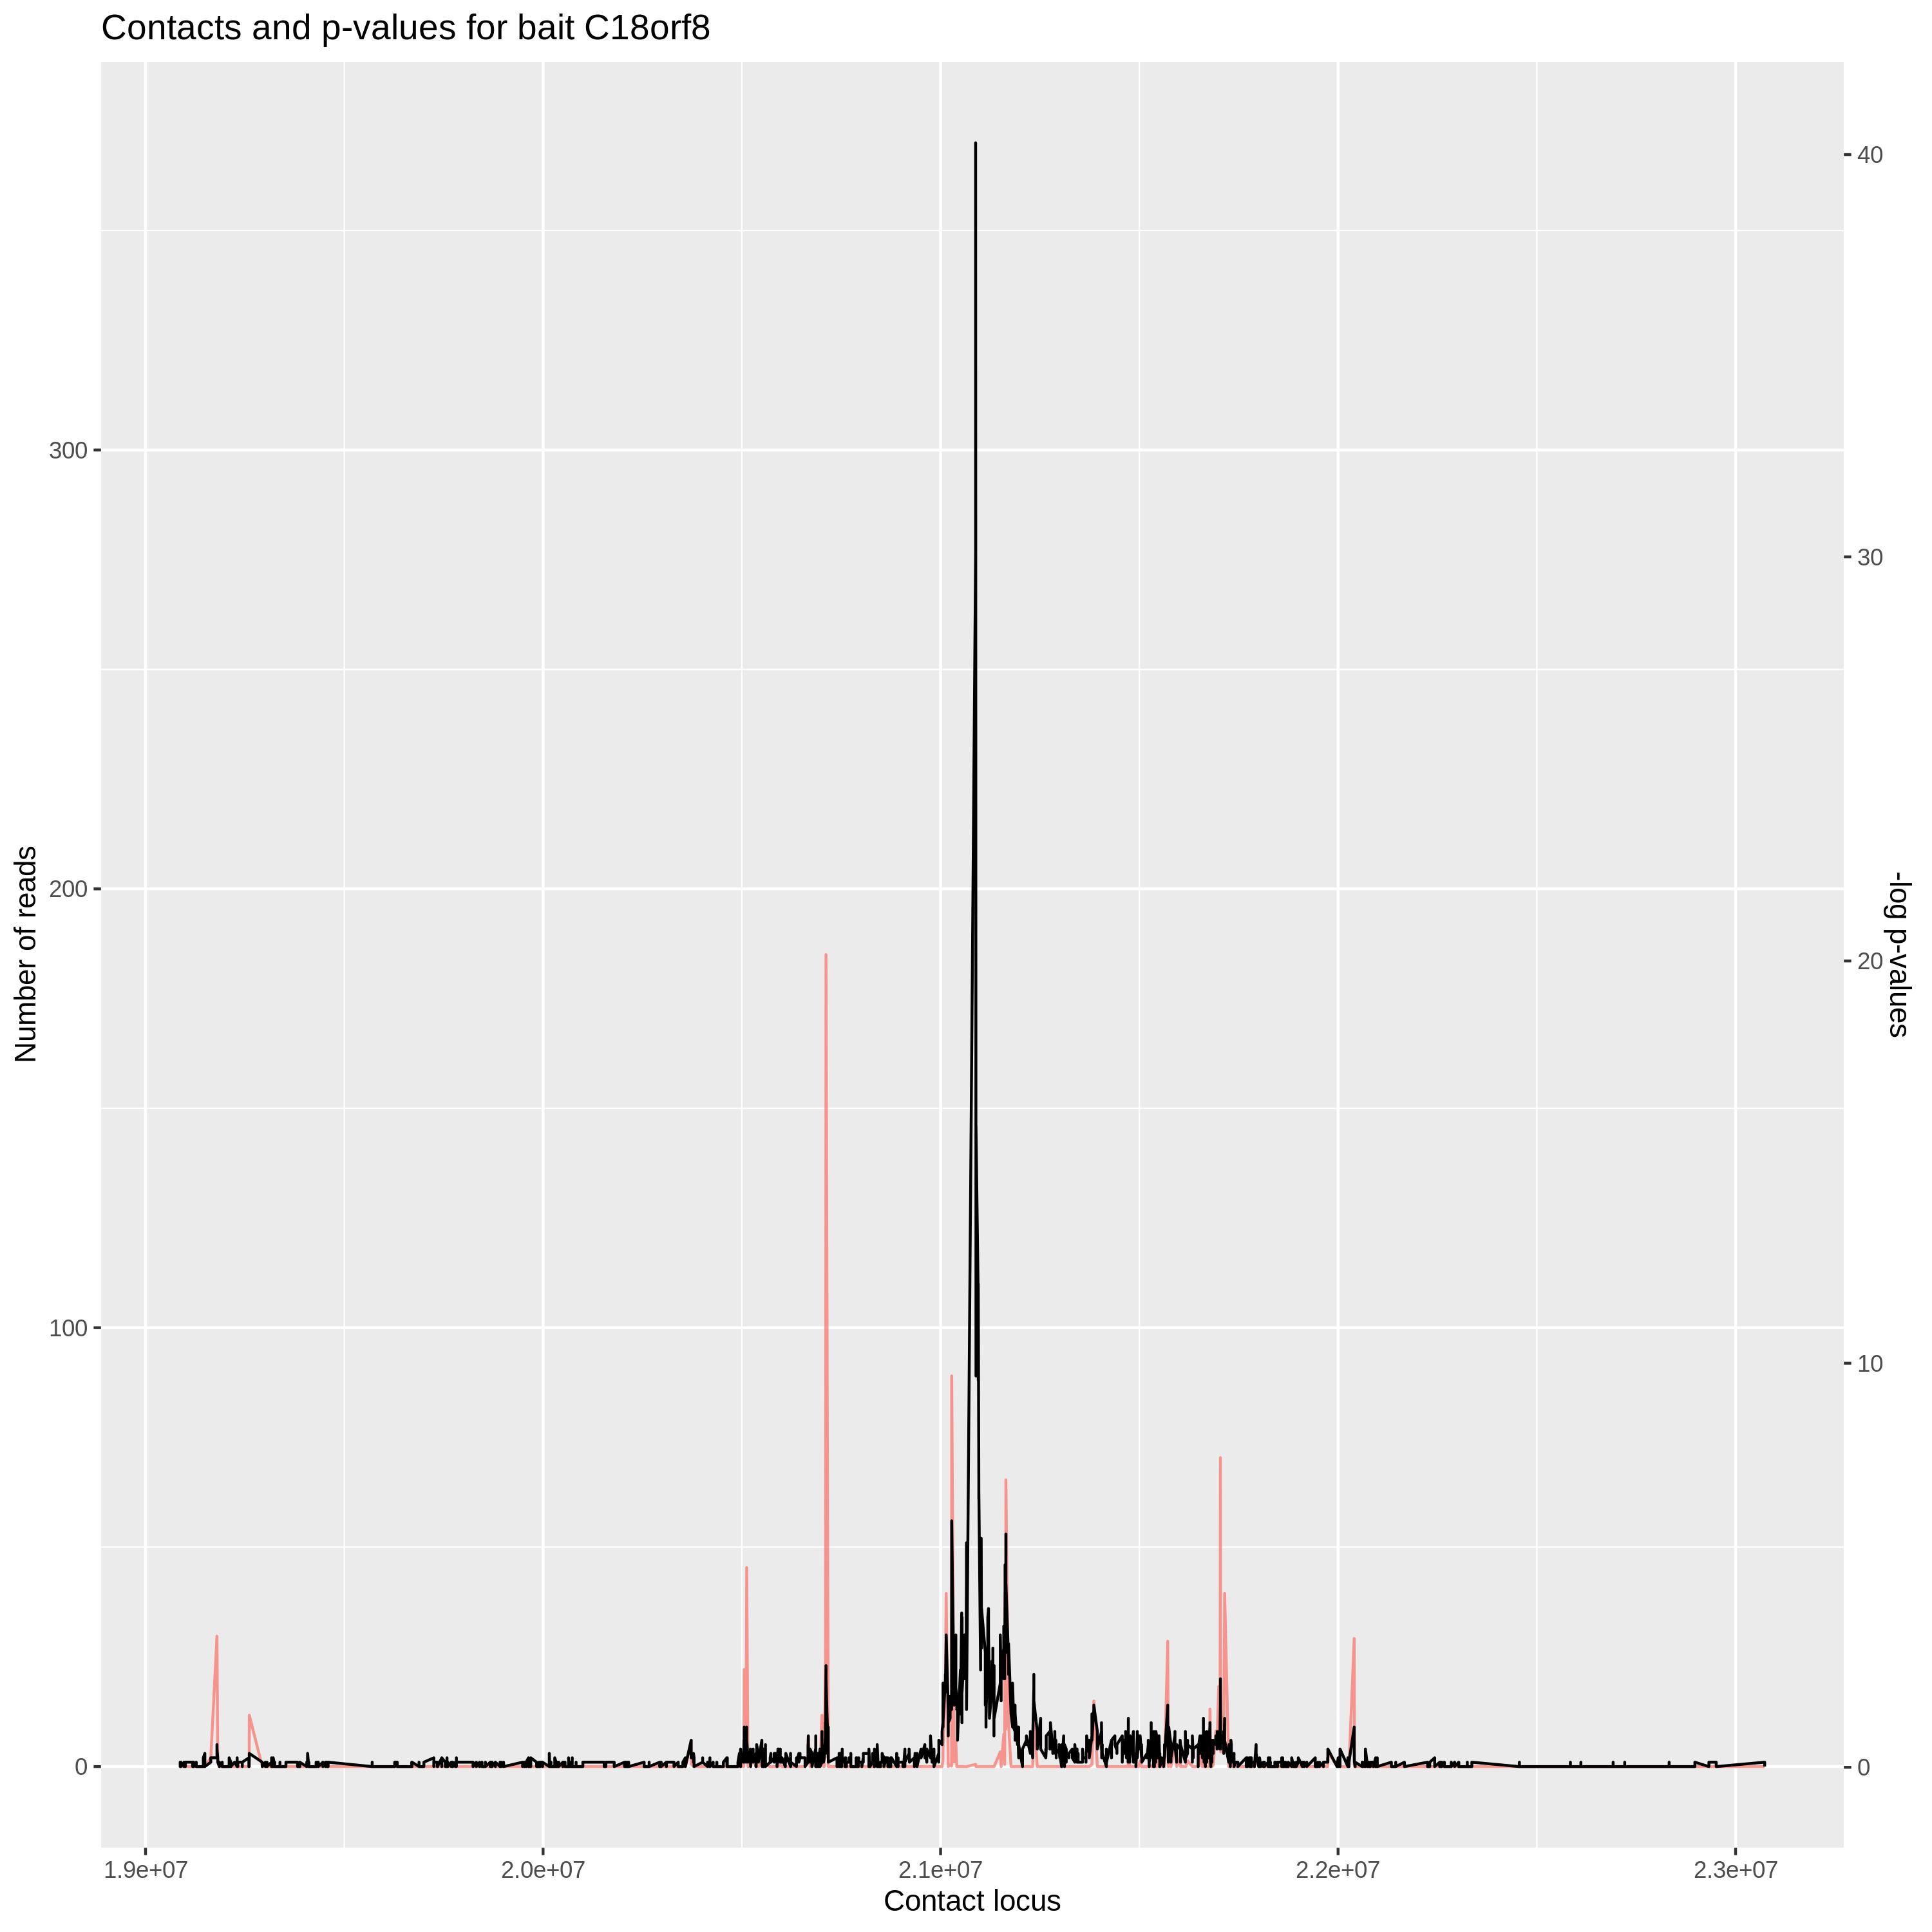 Contacts and p-values for bait C18orf8
Number of reads
300
200
100
0
40
30
20
10
0
-log p-values
1.9e+07 2.0e+07 2.1e+07 2.2e+07 2.3e+07
Contact locus